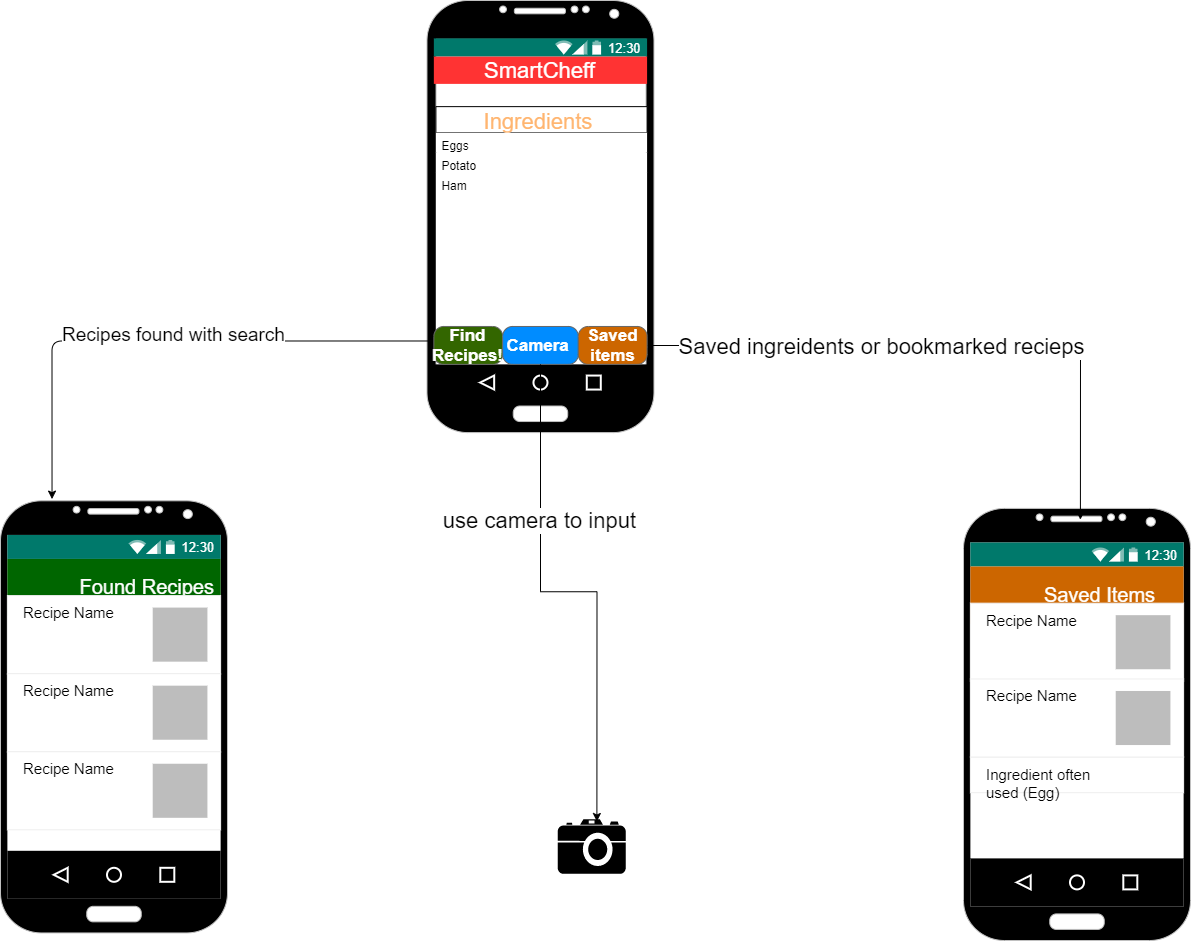 12:30
SmartCheff
Ingredients
Eggs
Potato
Ham
Find
Recipes!
Camera
Saved
items
Recipes found with search
Saved ingreidents or bookmarked recieps
use camera to input
12:30
Found Recipes
Recipe Name
Recipe Name
Recipe Name
12:30
Saved Items
Recipe Name
Recipe Name
Ingredient often
used (Egg)